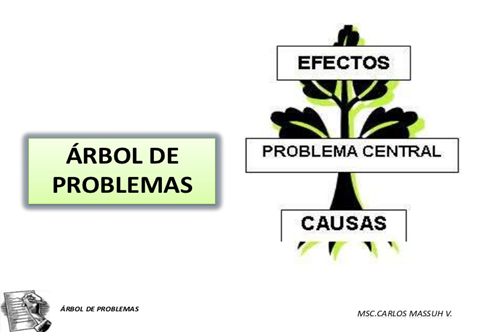 EFECTOS
PROBLEMA CENTRAL
CAUSAS
ÁRBOL DE
PROBLEMAS
ÁRBOL DE PROBLEMAS
MSC.CARLOS MASSUH V.